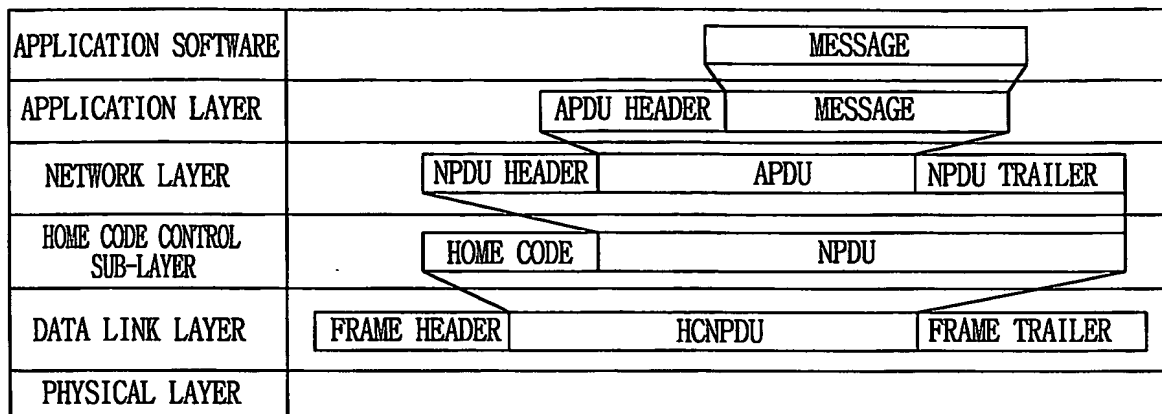 APPLICATION SOFTWARE MESSAGE
APPLICATION LAYER APDU HEADER MESSAGE
NETWORK LAYER NPDU HEADER APDU NPDU TRAILER
HOME CODE CONTROL
SUB-LAYER HOME CODE NPDU
DATA LINK LAYER FRAME HEADER HCNPDU FRAME TRAILER
PHYSICAL LAYER